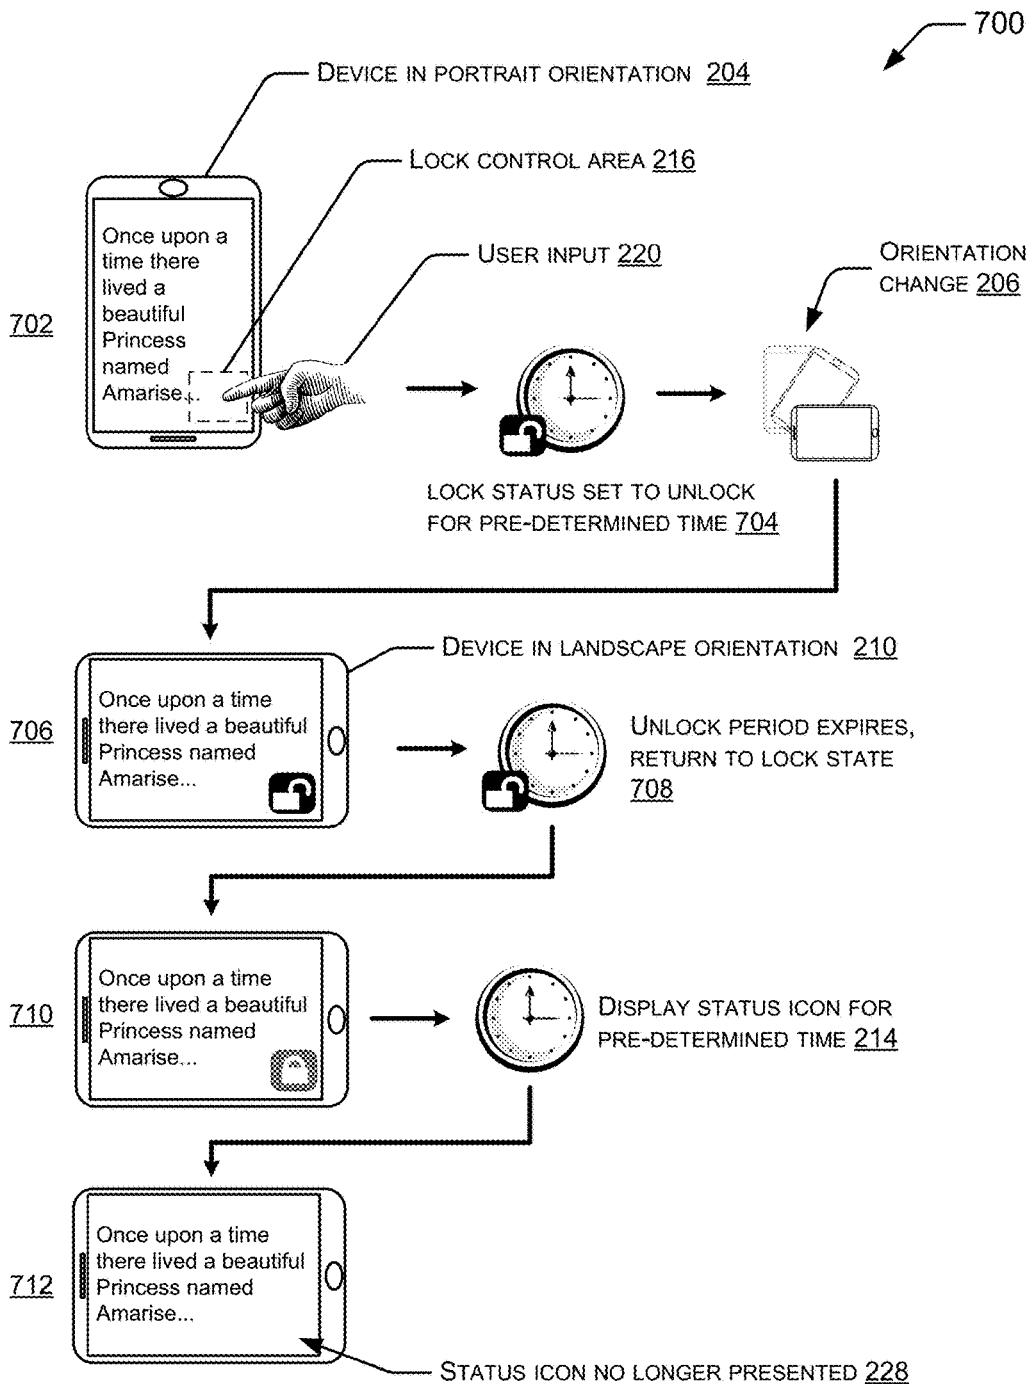 700
DEVICE IN PORTRAIT ORIENTATION 204
LOCK CONTROL AREA 216
USER INPUT 220
ORIENTATION
CHANGE 206
702
Once upon a
time there
lived a
beautiful
Princess
named
Amarise...
LOCK STATUS SET TO UNLOCK
FOR PRE-DETERMINED TIME 704
DEVICE IN LANDSCAPE ORIENTATION 210
706
Once upon a time
there lived a beautiful
Princess named
Amarise...
UNLOCK PERIOD EXPIRES,
RETURN TO LOCK STATE
708
710
Once upon a time
there lived a beautiful
Princess named
Amarise...
DISPLAY STATUS ICON FOR
PRE-DETERMINED TIME 214
712
Once upon a time
there lived a beautiful
Princess named
Amarise...
STATUS ICON NO LONGER PRESENTED 228